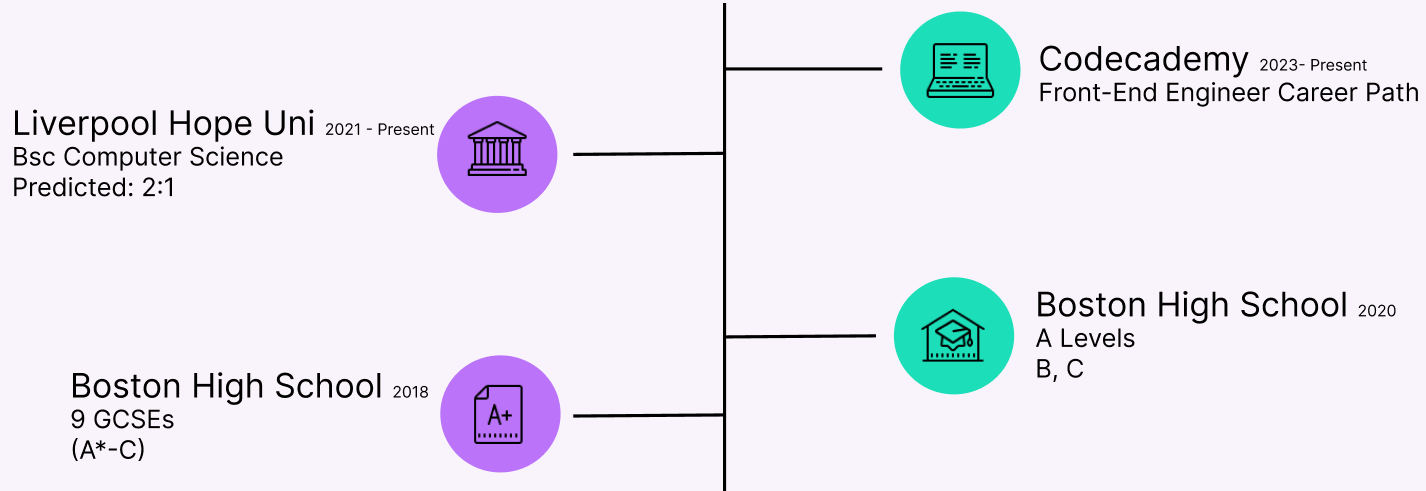 Codecademy 2023- Present
Front-End Engineer Career Path
Liverpool Hope Uni 2021 - Present
Bsc Computer Science
Predicted: 2:1
Boston High School 2020
A Levels
B, C
Boston High School 2018
9 GCSEs
(A*-C)
A+